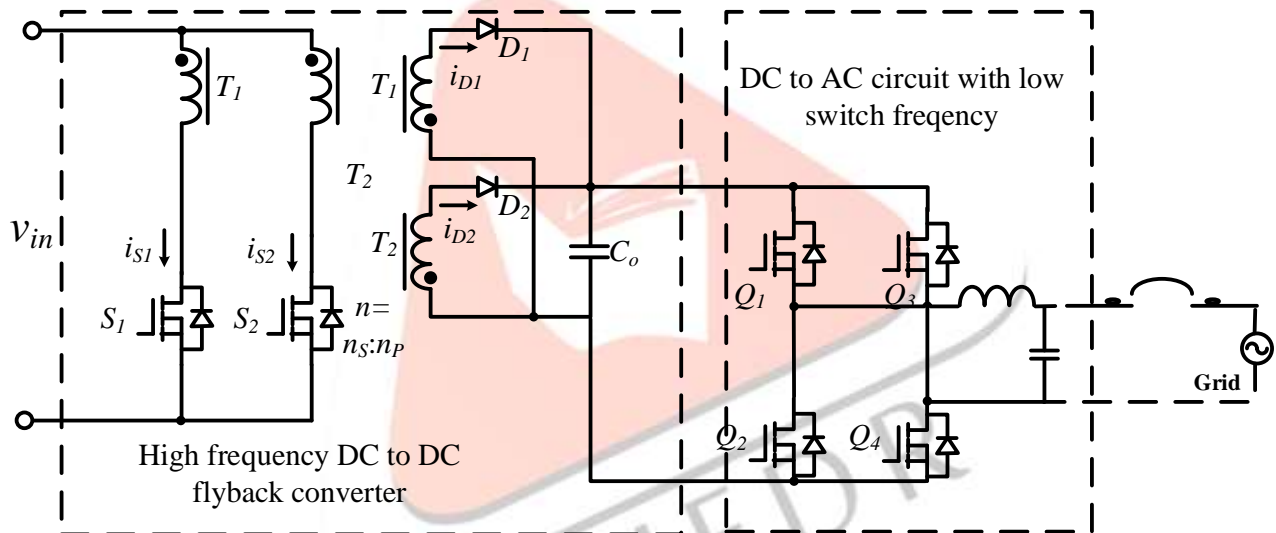 D1
iD1
T1
T1
DC to AC circuit with low
switch freqency
T2
D2
iD2
T2
vin
iS1
iS2
Co
Q1
Q3
S1
S2
n=
nS:nP
Grid
Q2
Q4
High frequency DC to DC
flyback converter
IEDR